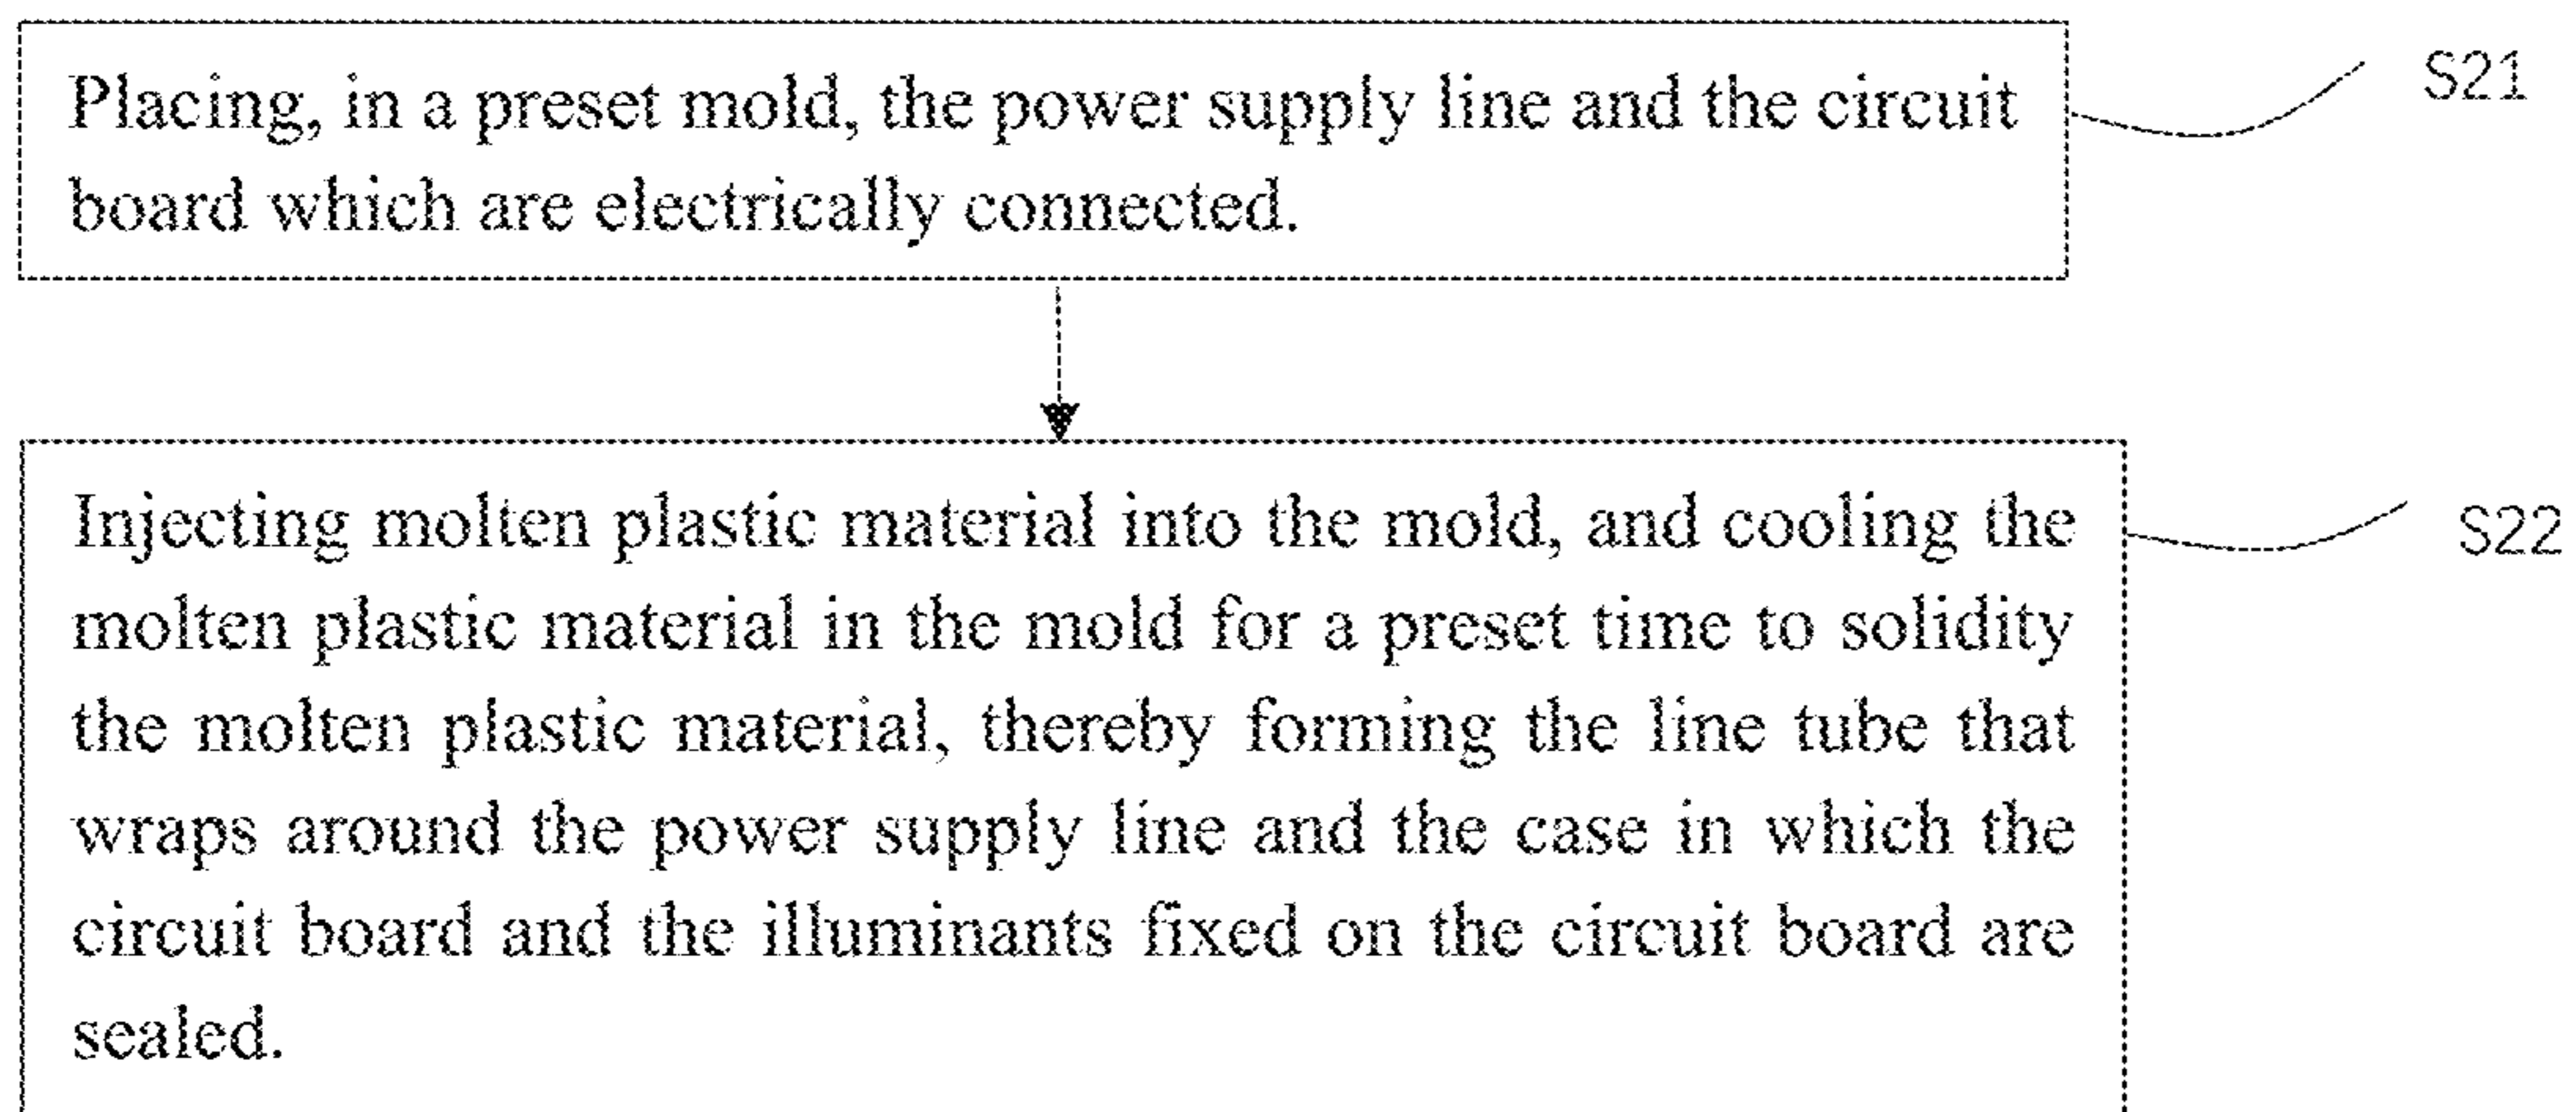 Placing, in a preset mold, the power supply line and the circuit
board which are electrically connected.
S21
Injecting molten plastic material into the mold, and cooling the
molten plastic material in the mold for a preset time to solidity
the molten plastic material, thereby forming the line tube that
wraps around the power supply line and the case in which the
circuit board and the illuminants fixed on the circuit board are
sealed.
S22